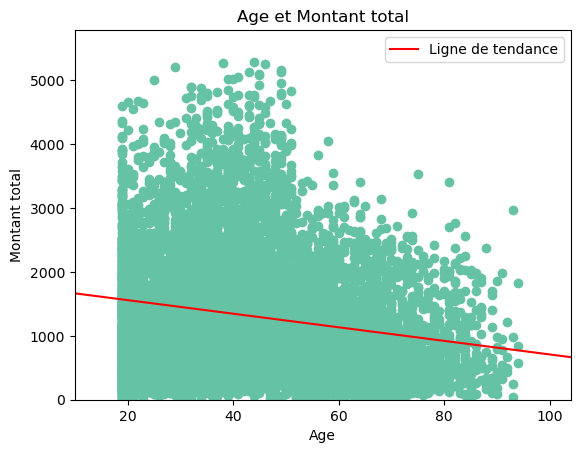 Age et Montant total
Ligne de tendance
Montant total
5000
4000
3000
2000
1000
0
20
40
60
80
100
Age